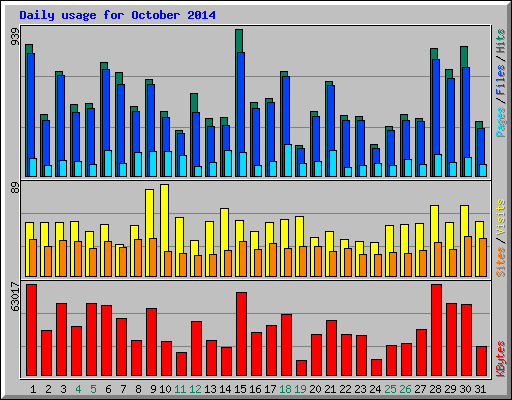 Daily usage for October 2014
939
Pages / Files / Hits
89
Sites / Visits
63017
KBytes
1 2 3 4 5 6 7 8 9 10 11 12 13 14 15 16 17 18 19 20 21 22 23 24 25 26 27 28 29 30 31